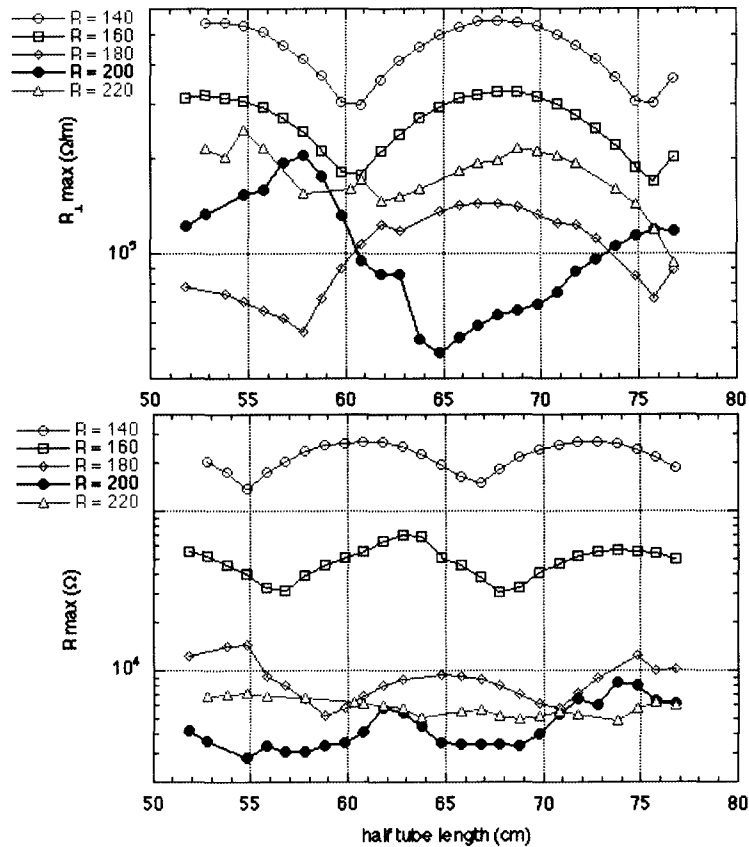 R = 140
R = 160
R = 180
R = 200
R = 220
R⊥ max (Ω/m)
10⁵
50 55 60 65 70 75 80
R = 140
R = 160
R = 180
R = 200
R = 220
R max (Ω)
10⁴
50 55 60 65 70 75 80
half tube length (cm)